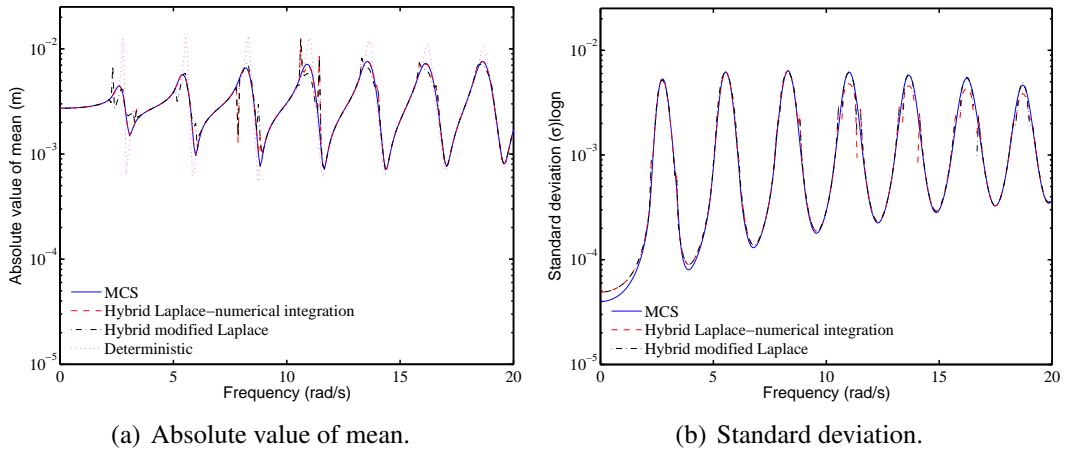 10⁻²
10⁻³
10⁻⁴
10⁻⁵
Absolute value of mean (m)
MCS
Hybrid Laplace−numerical integration
Hybrid modified Laplace
Deterministic
0
5
10
15
20
Frequency (rad/s)
(a) Absolute value of mean.
10⁻²
10⁻³
10⁻⁴
10⁻⁵
Standard deviation (σ)logn
MCS
Hybrid Laplace−numerical integration
Hybrid modified Laplace
0
5
10
15
20
Frequency (rad/s)
(b) Standard deviation.